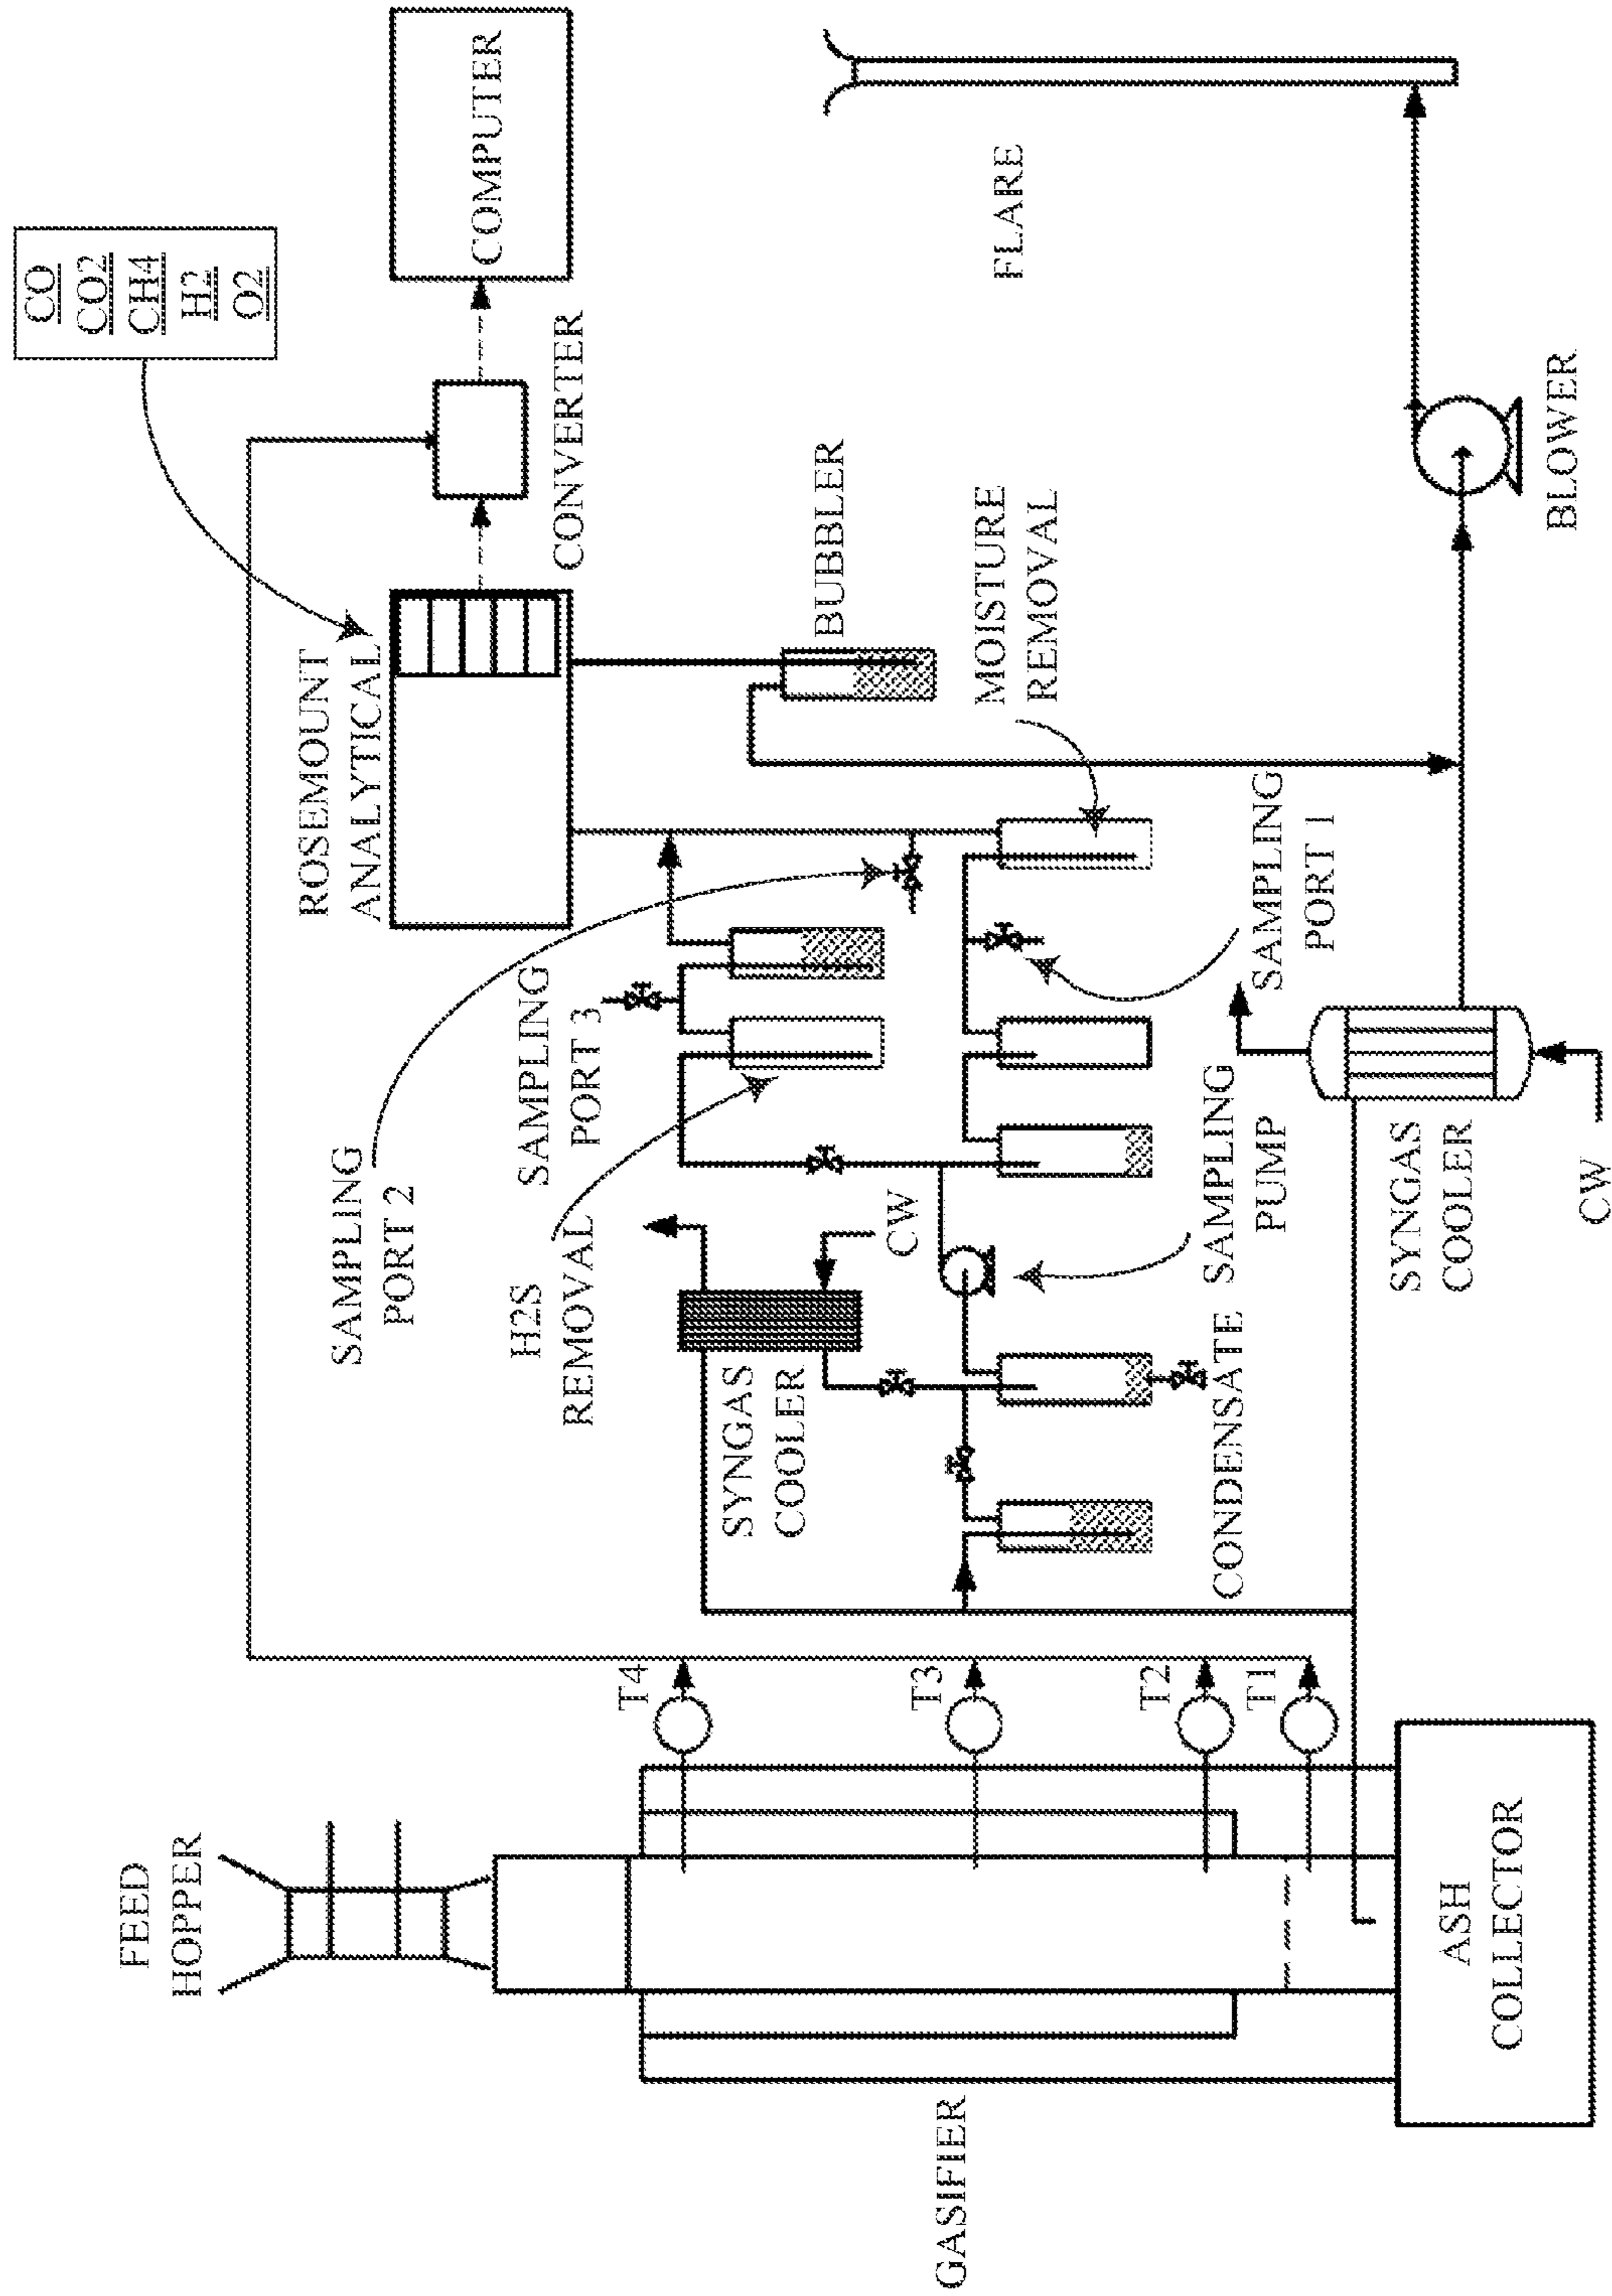 FEED
HOPPER
GASIFIER
ASH
COLLECTOR
T4
T3
T2
T1
SYNGAS
COOLER
CW
CONDENSATE
SAMPLING
PUMP
H2S
REMOVAL
SAMPLING
PORT 2
SAMPLING
PORT 3
SAMPLING
PORT 1
MOISTURE
REMOVAL
BUBBLER
ROSEMOUNT
ANALYTICAL
CO
CO2
CH4
H2
O2
CONVERTER
COMPUTER
SYNGAS
COOLER
CW
BLOWER
FLARE